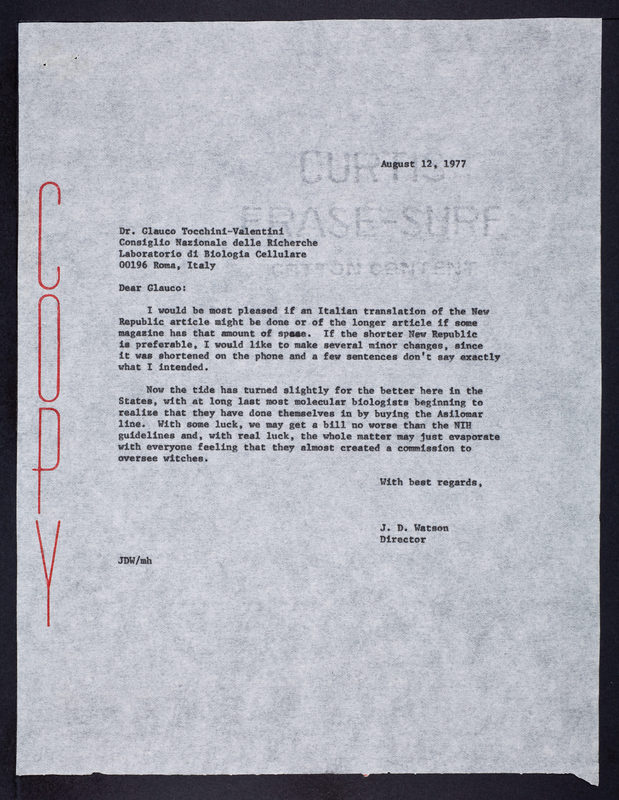 CURTIS
ERASE-SURF
COTTON CONTENT
COPY
August 12, 1977
Dr. Glauco Tocchini-Valentini
Consiglio Nazionale delle Richerche
Laboratorio di Biologia Cellulare
00196 Roma, Italy
Dear Glauco:
I would be most pleased if an Italian translation of the New
Republic article might be done or of the longer article if some
magazine has that amount of space. If the shorter New Republic
is preferable, I would like to make several minor changes, since
it was shortened on the phone and a few sentences don't say exactly
what I intended.
Now the tide has turned slightly for the better here in the
States, with at long last most molecular biologists beginning to
realize that they have done themselves in by buying the Asilomar
line. With some luck, we may get a bill no worse than the NIH
guidelines and, with real luck, the whole matter may just evaporate
with everyone feeling that they almost created a commission to
oversee witches.
With best regards,
J. D. Watson
Director
JDW/mh